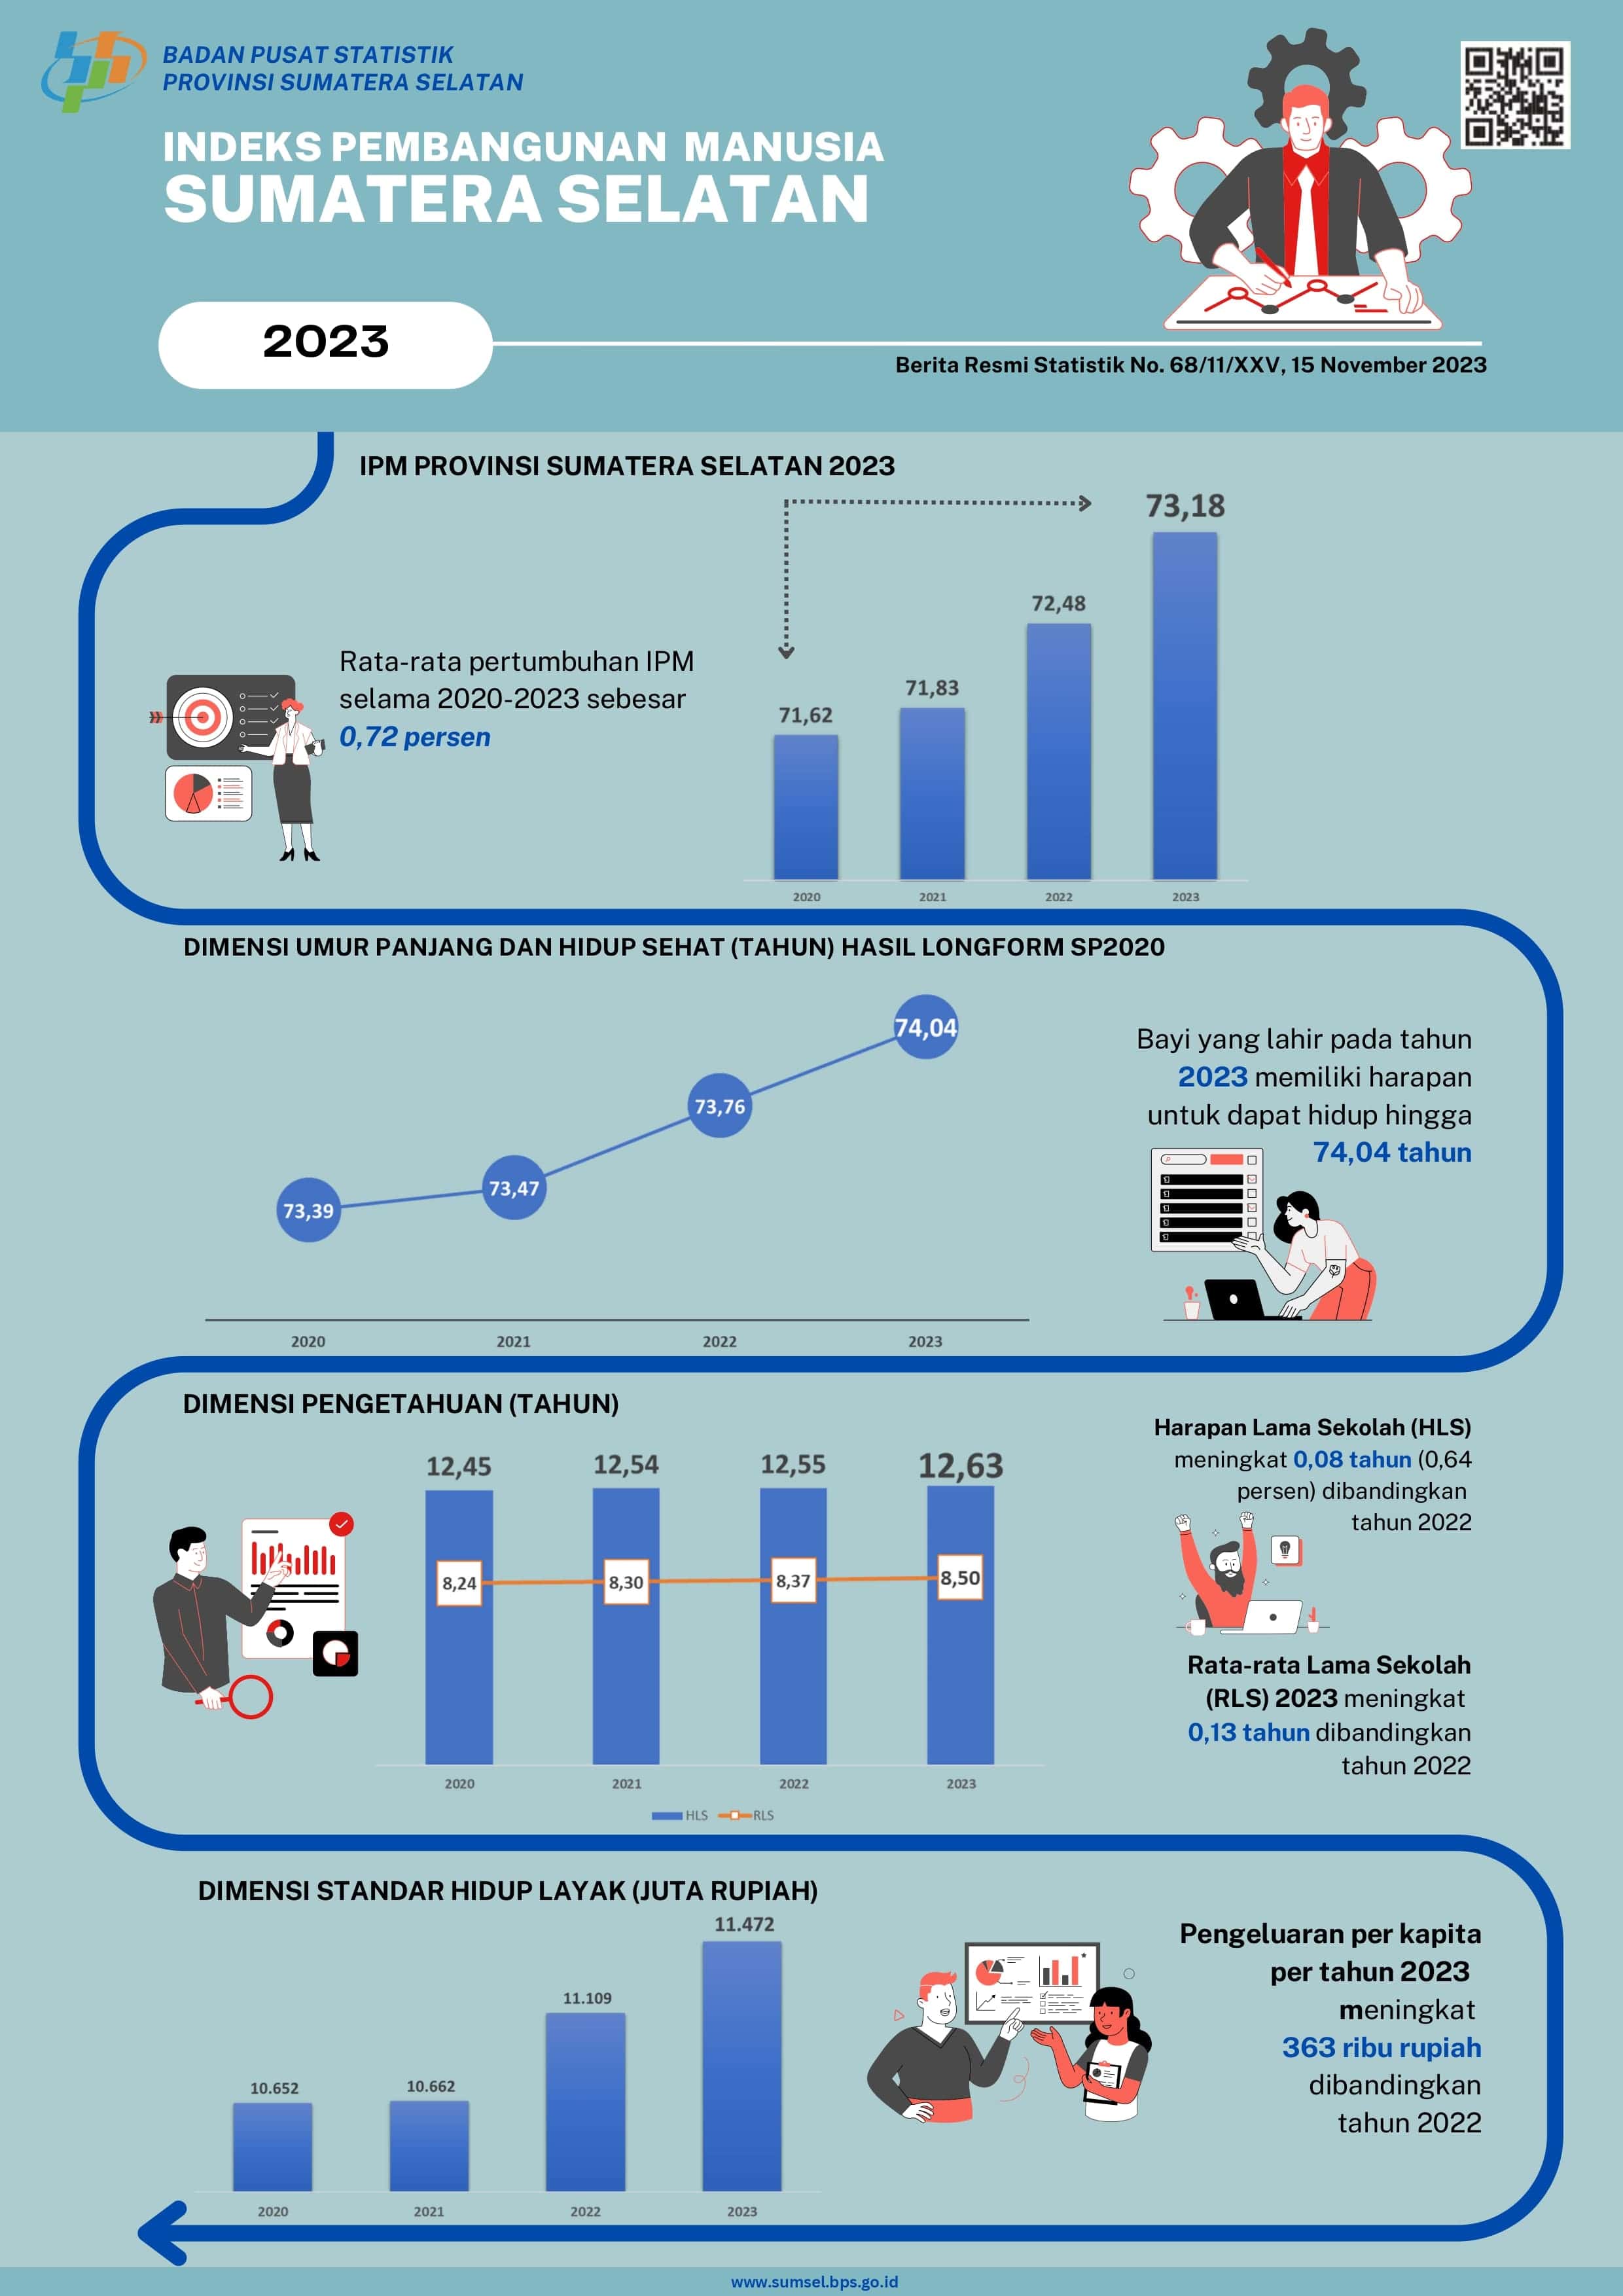 BADAN PUSAT STATISTIK
PROVINSI SUMATERA SELATAN
INDEKS PEMBANGUNAN MANUSIA
SUMATERA SELATAN
2023
Berita Resmi Statistik No. 68/11/XXV, 15 November 2023
IPM PROVINSI SUMATERA SELATAN 2023
Rata-rata pertumbuhan IPM
selama 2020-2023 sebesar
0,72 persen
71,62
71,83
72,48
73,18
2020 2021 2022 2023
DIMENSI UMUR PANJANG DAN HIDUP SEHAT (TAHUN) HASIL LONGFORM SP2020
73,39
73,47
73,76
74,04
2020 2021 2022 2023
Bayi yang lahir pada tahun
2023 memiliki harapan
untuk dapat hidup hingga
74,04 tahun
DIMENSI PENGETAHUAN (TAHUN)
12,45 12,54 12,55 12,63
8,24 8,30 8,37 8,50
2020 2021 2022 2023
HLS RLS
Harapan Lama Sekolah (HLS)
meningkat 0,08 tahun (0,64
persen) dibandingkan
tahun 2022
Rata-rata Lama Sekolah
(RLS) 2023 meningkat
0,13 tahun dibandingkan
tahun 2022
DIMENSI STANDAR HIDUP LAYAK (JUTA RUPIAH)
10.652
10.662
11.109
11.472
2020 2021 2022 2023
Pengeluaran per kapita
per tahun 2023
meningkat
363 ribu rupiah
dibandingkan
tahun 2022
www.sumsel.bps.go.id